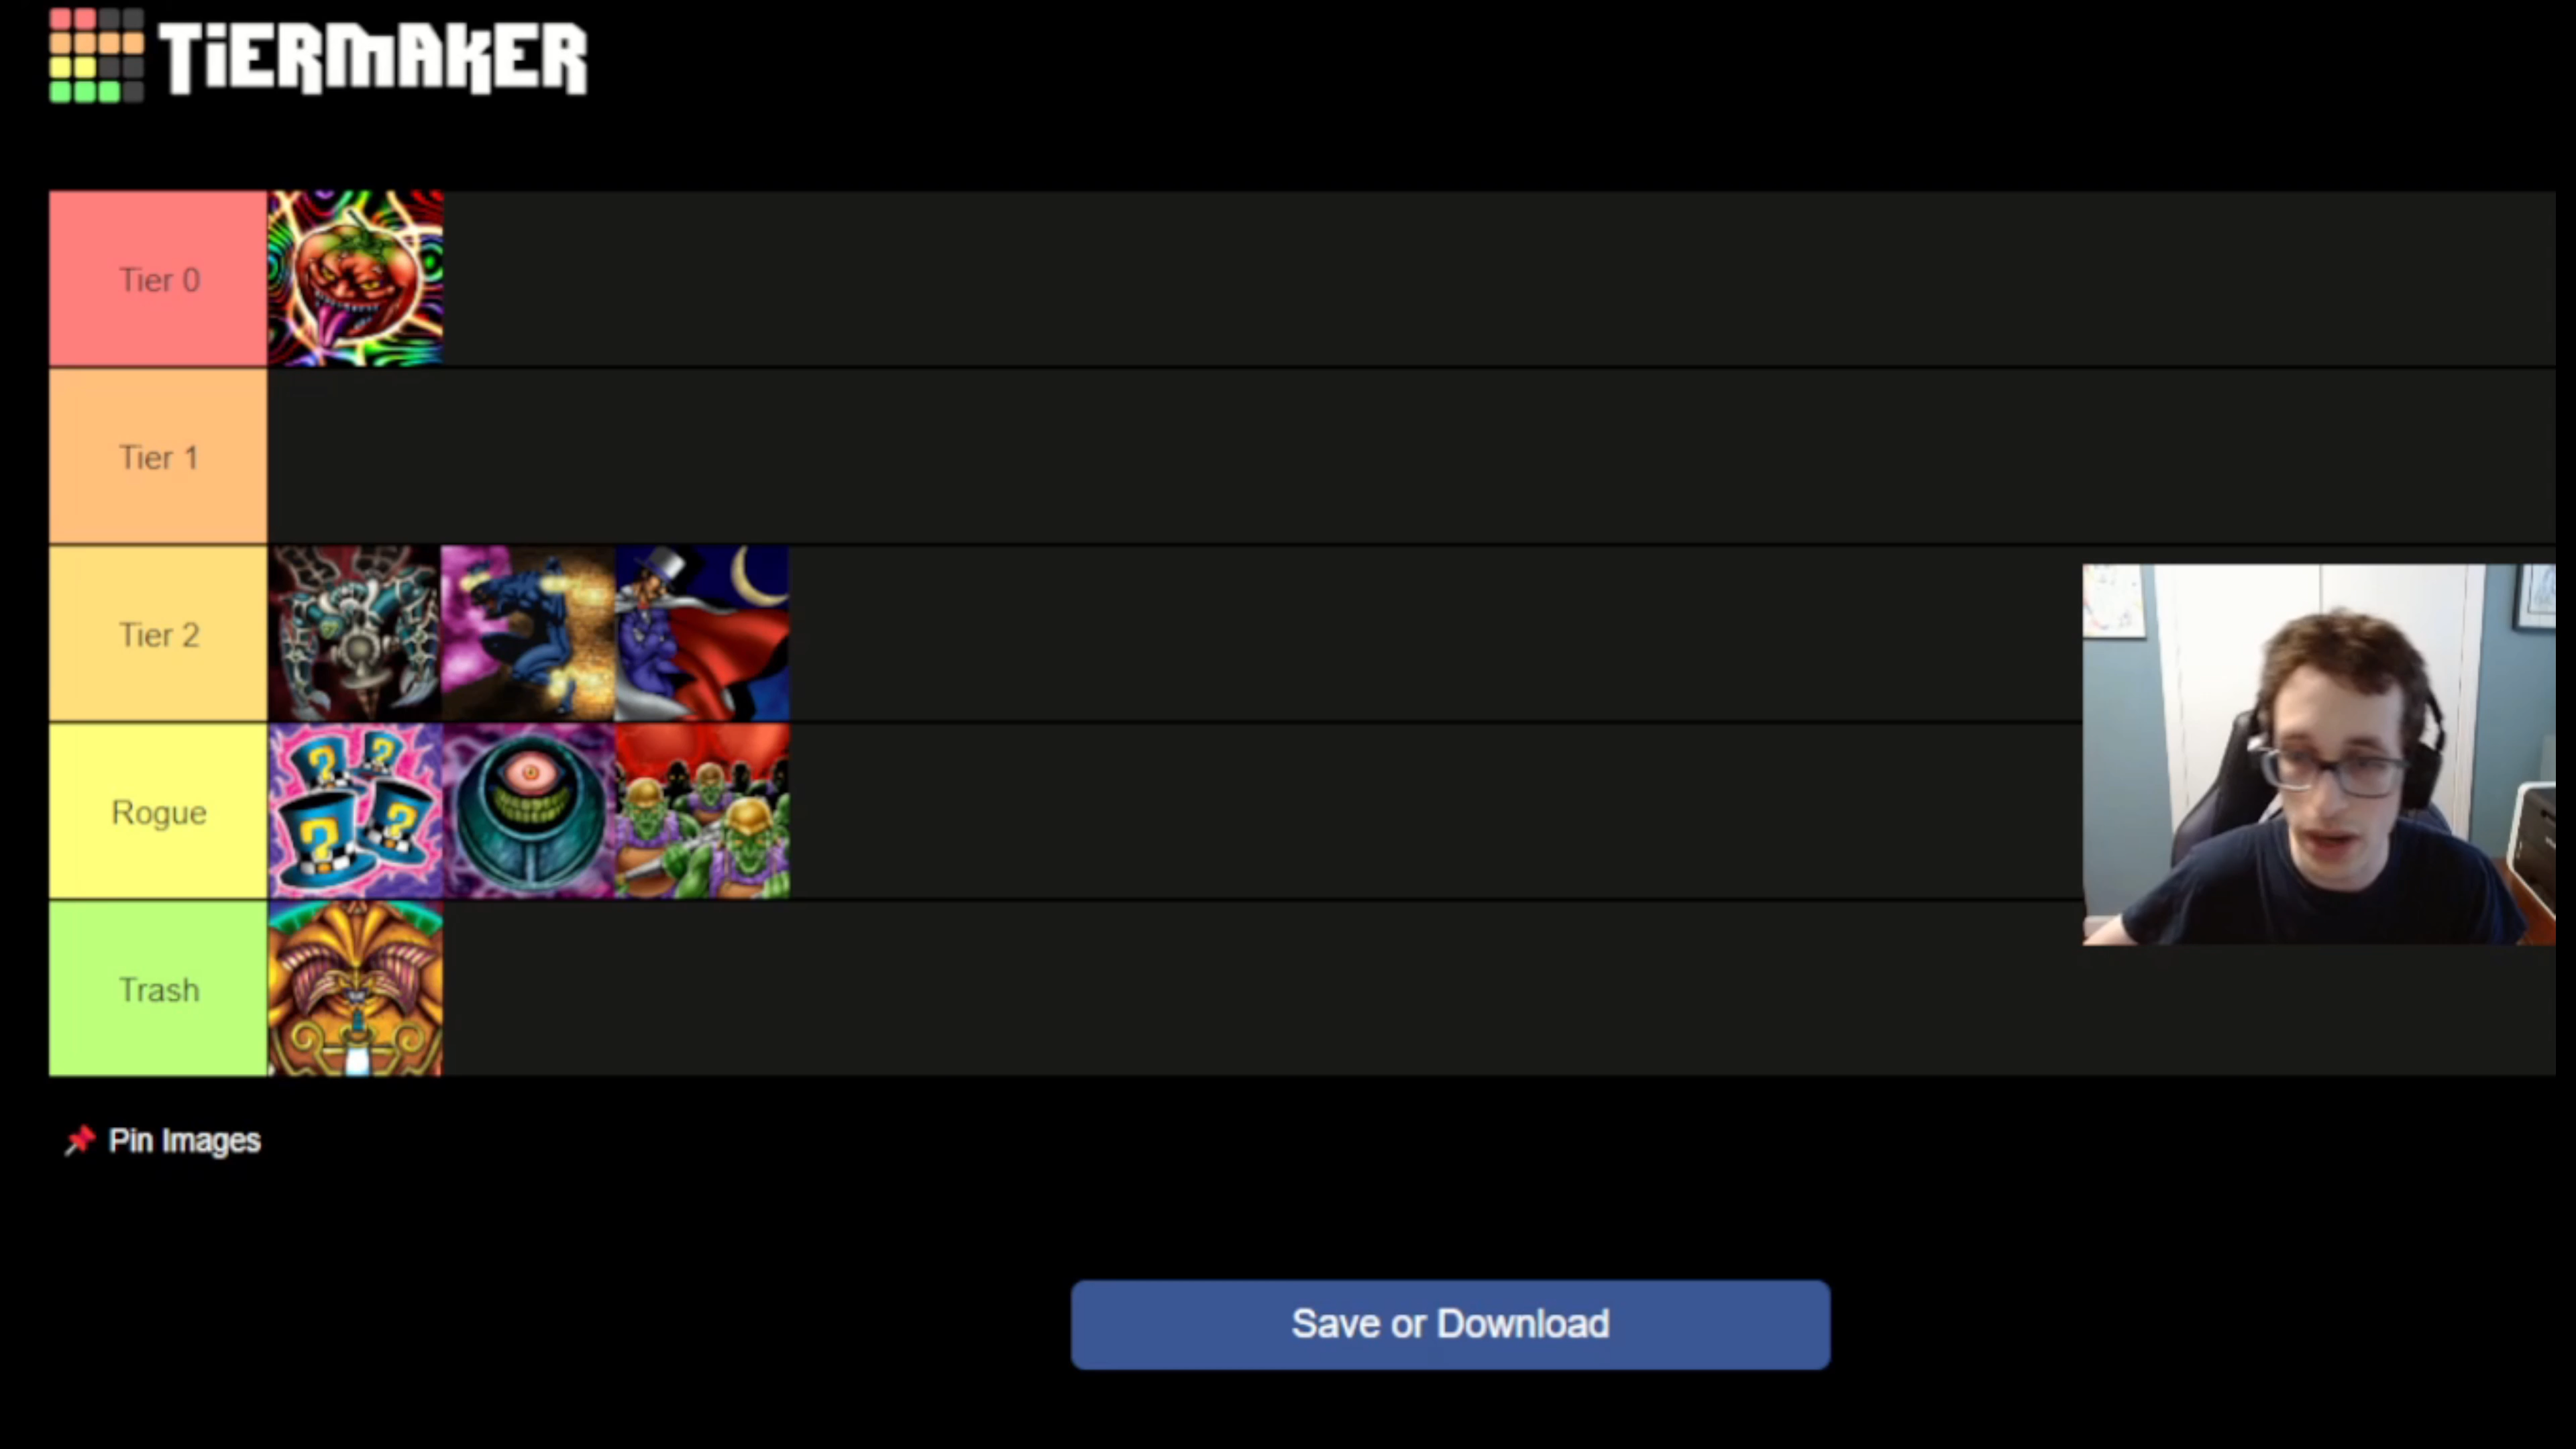 TiERMAKER
Tier 0
Tier 1
Tier 2
Rogue
? ?
? ?
Trash
Pin Images
Save or Download